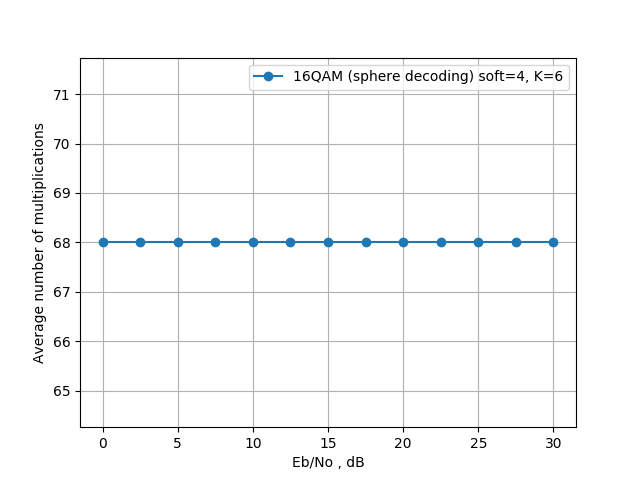 16QAM (sphere decoding) soft=4, K=6
71
70
69
68
67
66
65
Average number of multiplications
0 5 10 15 20 25 30
Eb/No , dB